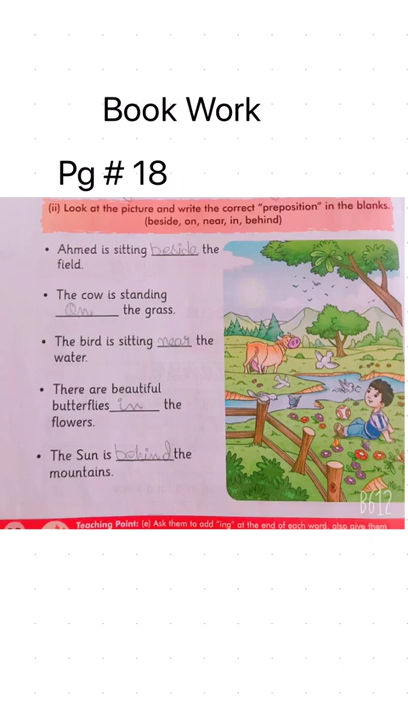 Book Work
Pg # 18
(ii) Look at the picture and write the correct "preposition" in the blanks.
(beside, on, near, in, behind)
• Ahmed is sitting beside the
field.
• The cow is standing
On the grass.
• The bird is sitting near the
water.
• There are beautiful
butterflies in the
flowers.
• The Sun is behind the
mountains.
B612
Teaching Point: (e) Ask them to add "ing" at the end of each word, also give them